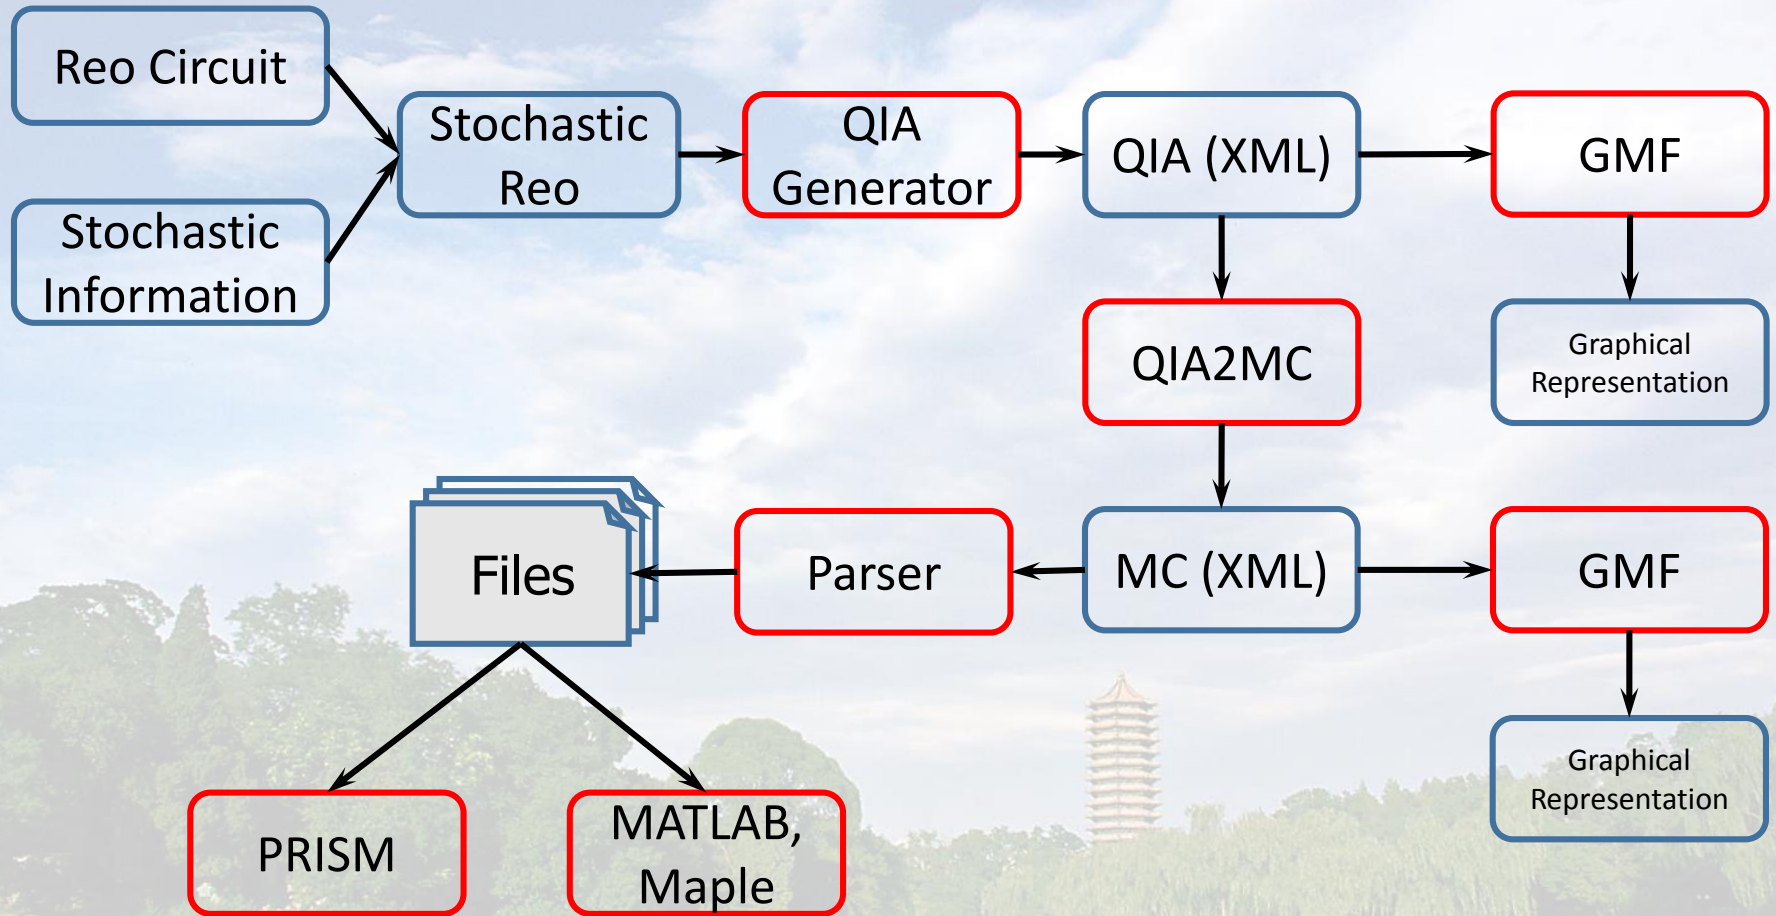 Reo Circuit
Stochastic
Information
Stochastic
Reo
QIA
Generator
QIA (XML)
GMF
QIA2MC
Graphical
Representation
Files
Parser
MC (XML)
GMF
PRISM
MATLAB,
Maple
Graphical
Representation